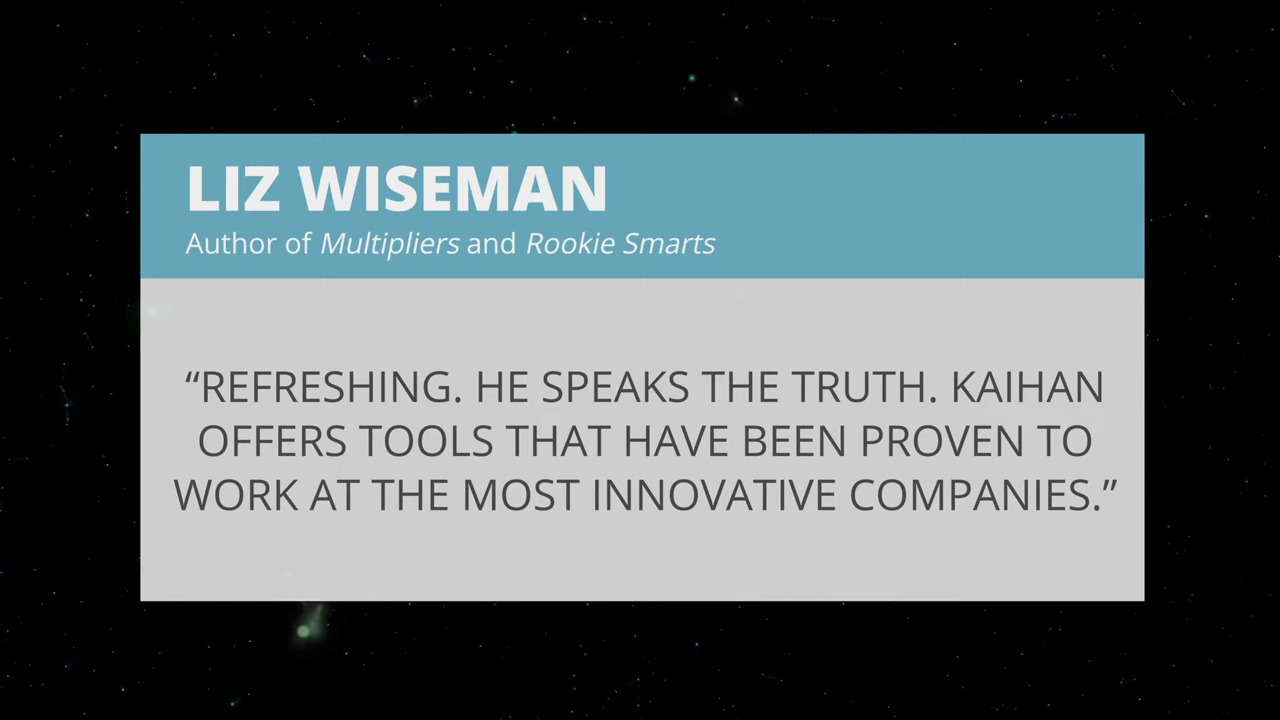 LIZ WISEMAN
Author of Multipliers and Rookie Smarts
“REFRESHING. HE SPEAKS THE TRUTH. KAIHAN
OFFERS TOOLS THAT HAVE BEEN PROVEN TO
WORK AT THE MOST INNOVATIVE COMPANIES.”